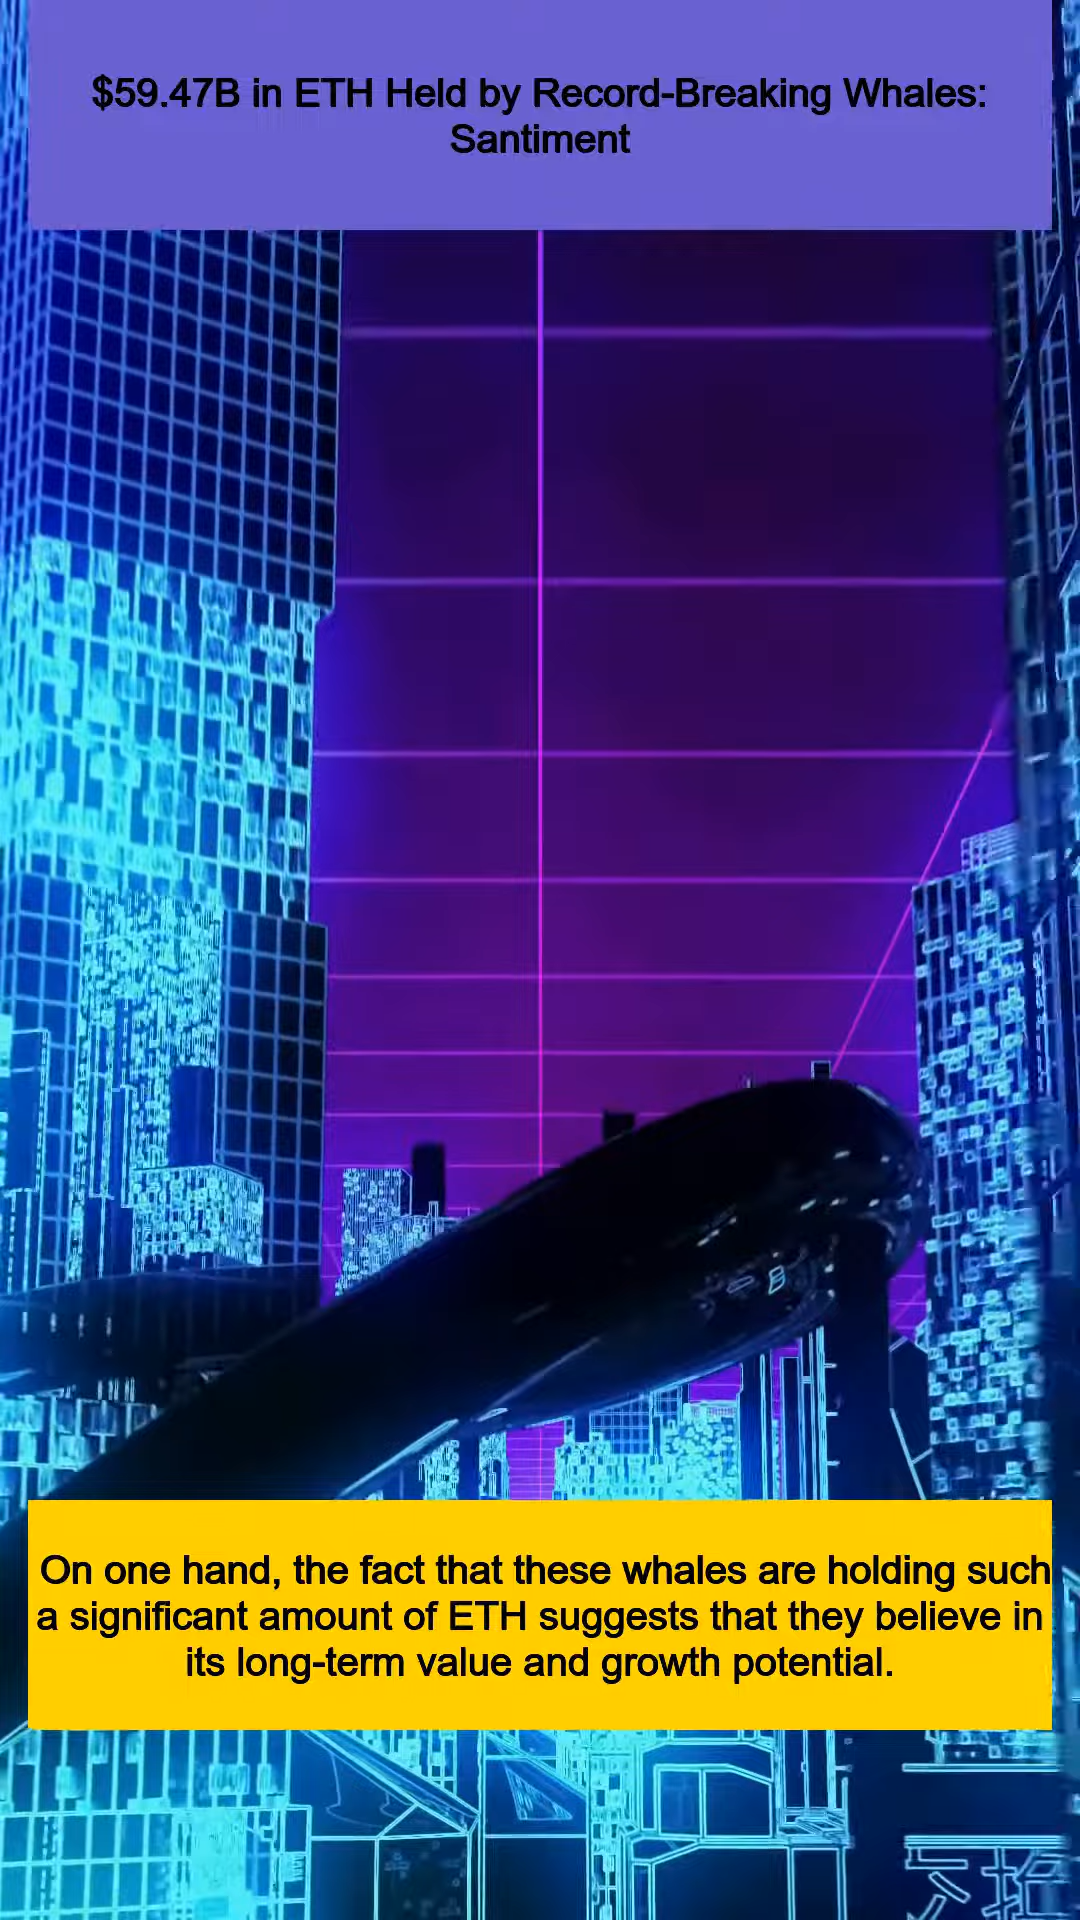 $59.47B in ETH Held by Record-Breaking Whales:
Santiment
On one hand, the fact that these whales are holding such
a significant amount of ETH suggests that they believe in
its long-term value and growth potential.